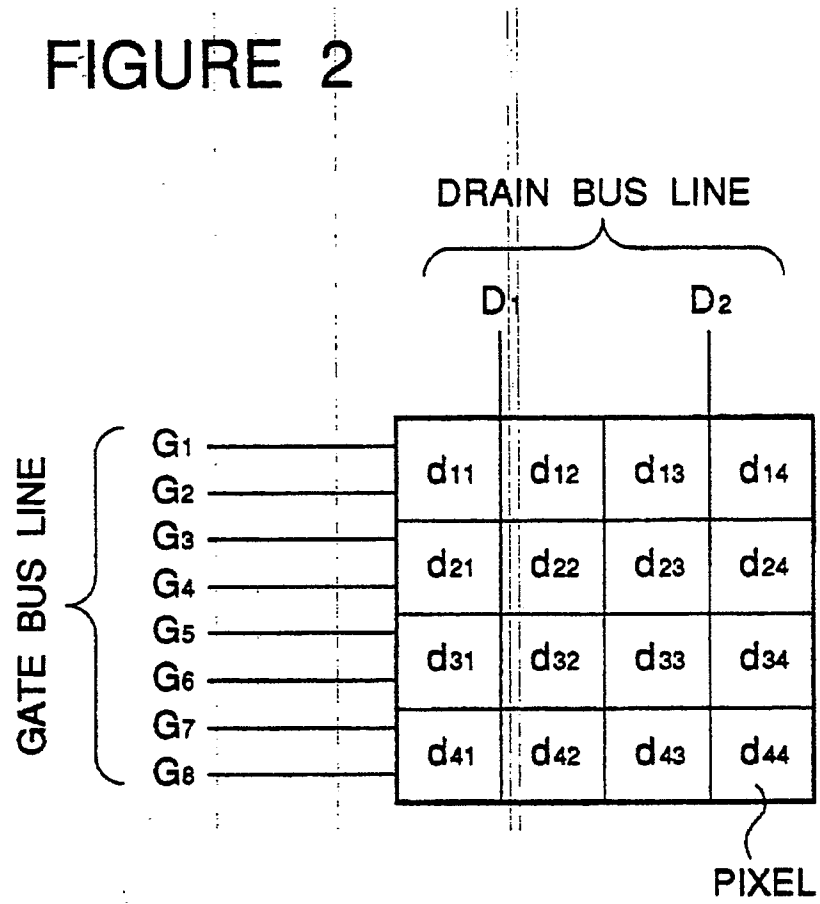 FIGURE 2
DRAIN BUS LINE
D1 D2
GATE BUS LINE
G1
G2
G3
G4
G5
G6
G7
G8
d11 d12 d13 d14
d21 d22 d23 d24
d31 d32 d33 d34
d41 d42 d43 d44
PIXEL